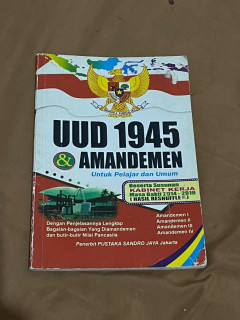 UUD 1945
& AMANDEMEN
Untuk Pelajar dan Umum
Beserta Susunan
KABINET KERJA
Masa Bakti 2014 - 2019
( HASIL RESHUFFLE
Amandemen I
Amandemen II
Amandemen III
Amandemen IV
Dengan Penjelasannya Lengkap
Bagian-bagian Yang Diamandemen
dan butir-butir Nilai Pancasila
Penerbit PUSTAKA SANDRO JAYA Jakarta